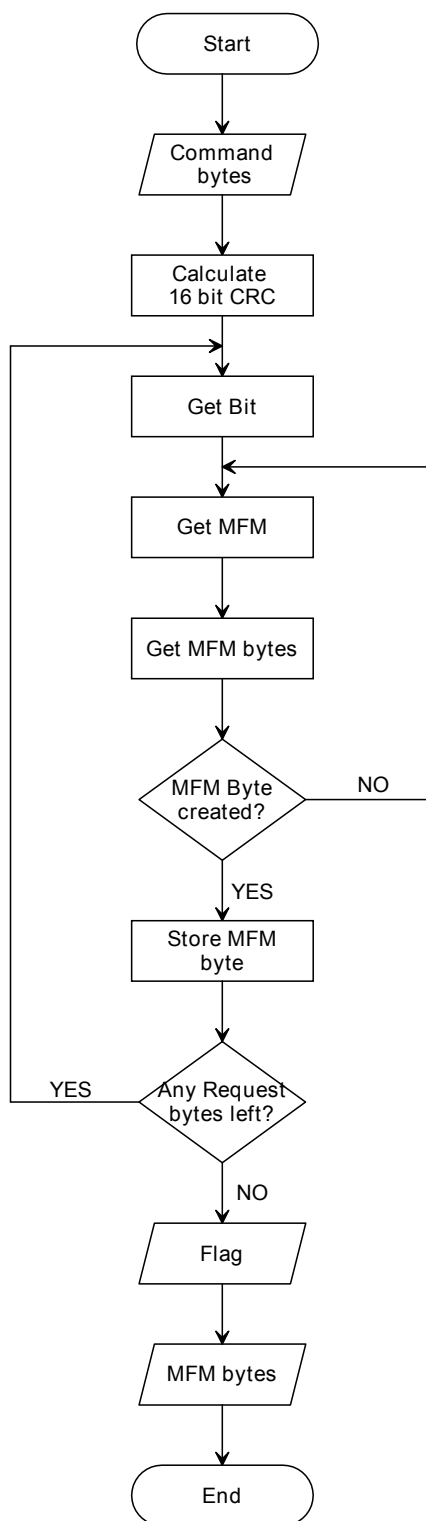 Start
Command
bytes
Calculate
16 bit CRC
Get Bit
Get MFM
Get MFM bytes
MFM Byte
created?
NO
YES
Store MFM
byte
Any Request
bytes left?
YES
NO
Flag
MFM bytes
End